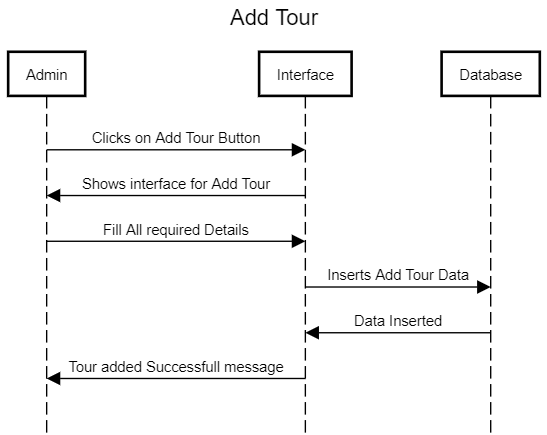 Add Tour
Admin
Interface
Database
Clicks on Add Tour Button
Shows interface for Add Tour
Fill All required Details
Inserts Add Tour Data
Data Inserted
Tour added Successfull message